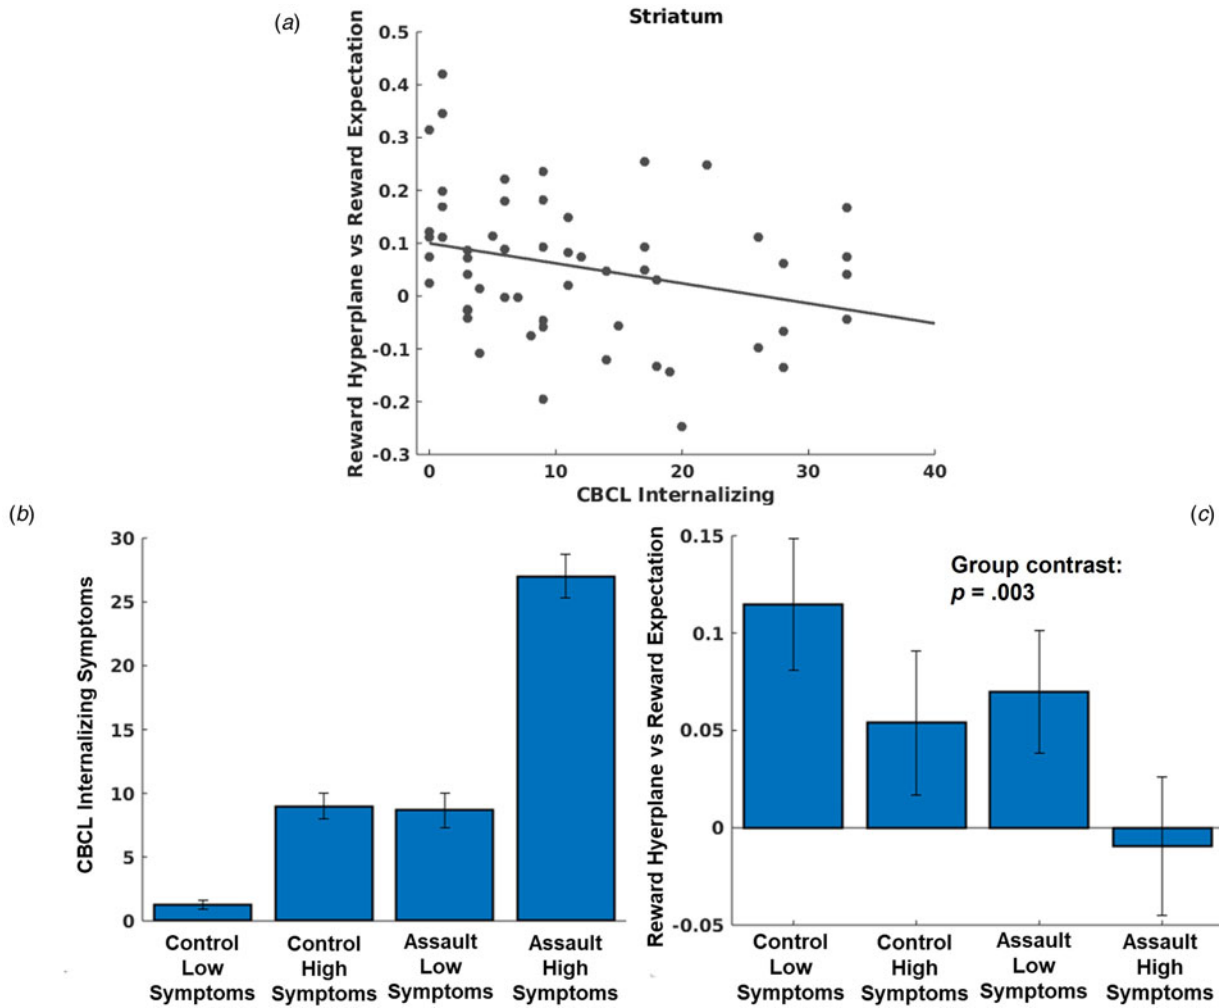 (a)
Striatum
Reward Hyperplane vs Reward Expectation
0.5
0.4
0.3
0.2
0.1
0
-0.1
-0.2
-0.3
0
10
20
30
40
CBCL Internalizing
(b)
CBCL Internalizing Symptoms
30
25
20
15
10
5
0
Control
Low
Symptoms
Control
High
Symptoms
Assault
Low
Symptoms
Assault
High
Symptoms
(c)
Reward Hyerplane vs Reward Expectation
0.15
0.1
0.05
0
-0.05
Group contrast:
p = .003
Control
Low
Symptoms
Control
High
Symptoms
Assault
Low
Symptoms
Assault
High
Symptoms